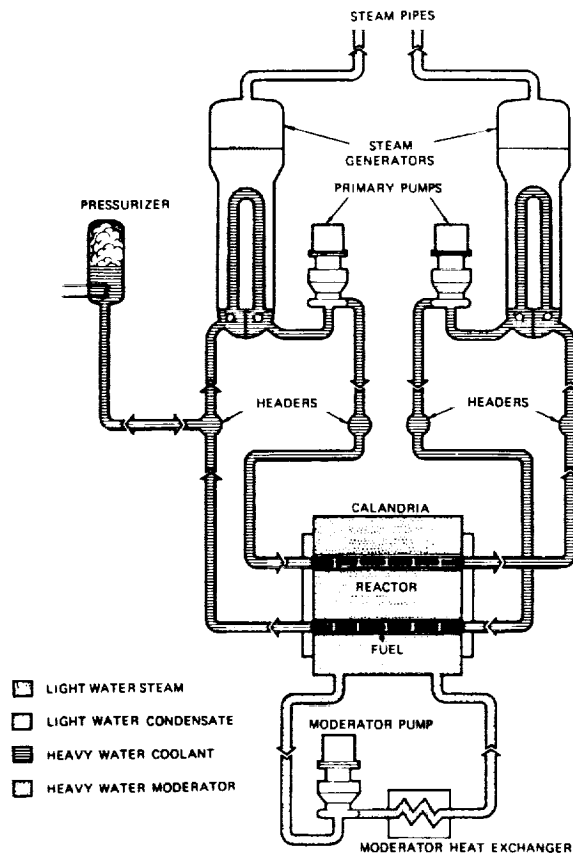 STEAM PIPES
STEAM
GENERATORS
PRIMARY PUMPS
PRESSURIZER
HEADERS
HEADERS
CALANDRIA
REACTOR
FUEL
LIGHT WATER STEAM
LIGHT WATER CONDENSATE
HEAVY WATER COOLANT
HEAVY WATER MODERATOR
MODERATOR PUMP
MODERATOR HEAT EXCHANGER